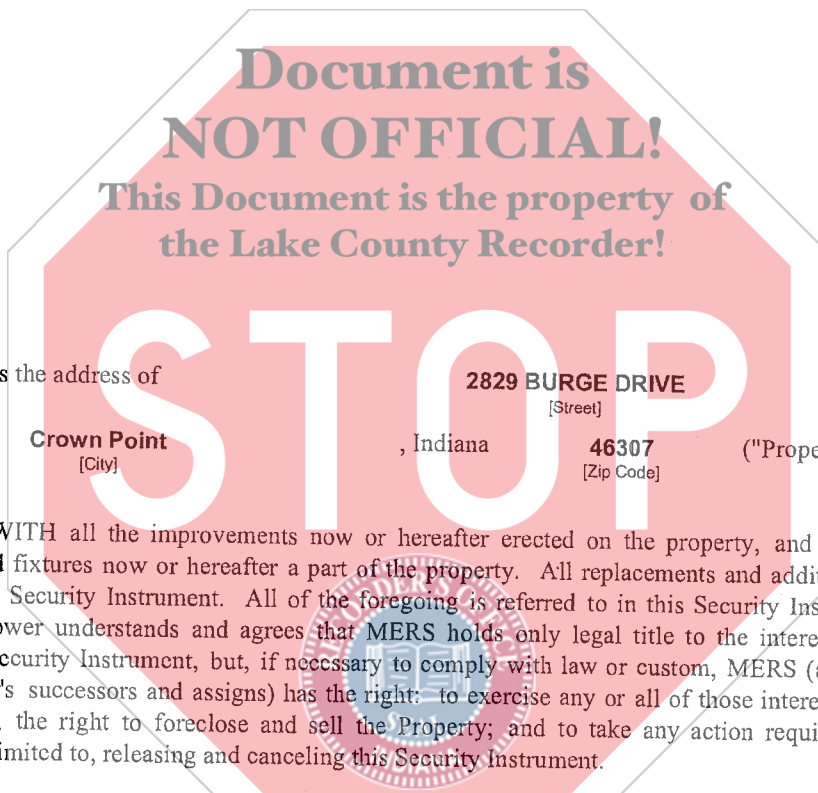 Document is
NOT OFFICIAL!
This Document is the property of
the Lake County Recorder!
STOP
s the address of 2829 BURGE DRIVE
[Street]
Crown Point , Indiana 46307 ("Prope
[City] [Zip Code]
WITH all the improvements now or hereafter erected on the property, and
fixtures now or hereafter a part of the property. All replacements and addit
Security Instrument. All of the foregoing is referred to in this Security Ins
ower understands and agrees that MERS holds only legal title to the intere
ecurity Instrument, but, if necessary to comply with law or custom, MERS (a
's successors and assigns) has the right: to exercise any or all of those intere
the right to foreclose and sell the Property; and to take any action requi
imited to, releasing and canceling this Security Instrument.
SEAL
INDIANA